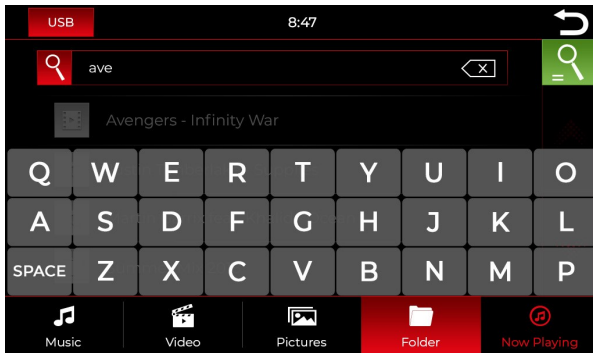 USB 8:47
ave
Avengers - Infinity War
Q W E R T Y U I O
A S D F G H J K L
SPACE Z X C V B N M P
Music Video Pictures Folder Now Playing